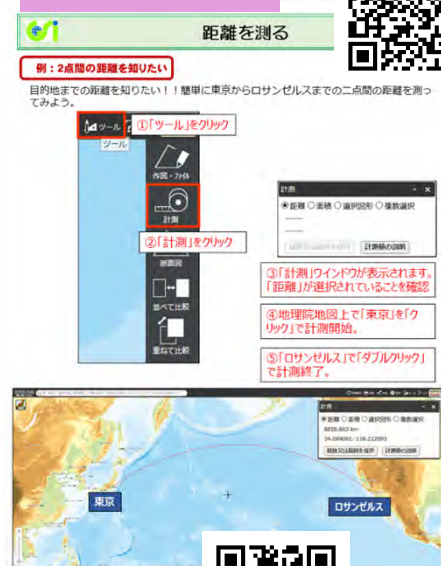 距離を測る
例：2点間の距離を知りたい
目的地までの距離を知りたい！！簡単に東京からロサンゼルスまでの二点間の距離を測っ
てみよう。
ツール
①「ツール」をクリック
ツール
作図・ファイル
計測
②「計測」をクリック
断面図
並べて比較
重ねて比較
計測
距離 面積 選択図形 複数選択
計測値の説明
③「計測」ウインドウが表示されます。
「距離」が選択されていることを確認
④地理院地図上で「東京」を「ク
リック」で計測開始。
⑤「ロサンゼルス」で「ダブルクリック」
で計測終了。
計測
距離 面積 選択図形 複数選択
計測値の説明
東京
ロサンゼルス